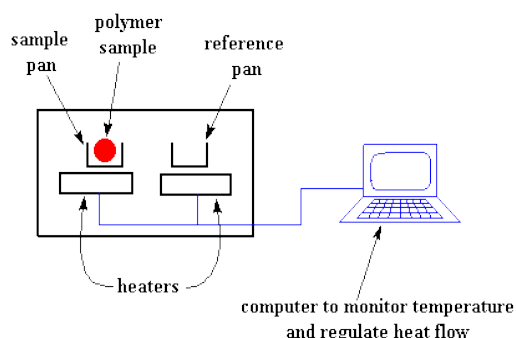 polymer
sample
sample
pan
reference
pan
heaters
computer to monitor temperature
and regulate heat flow